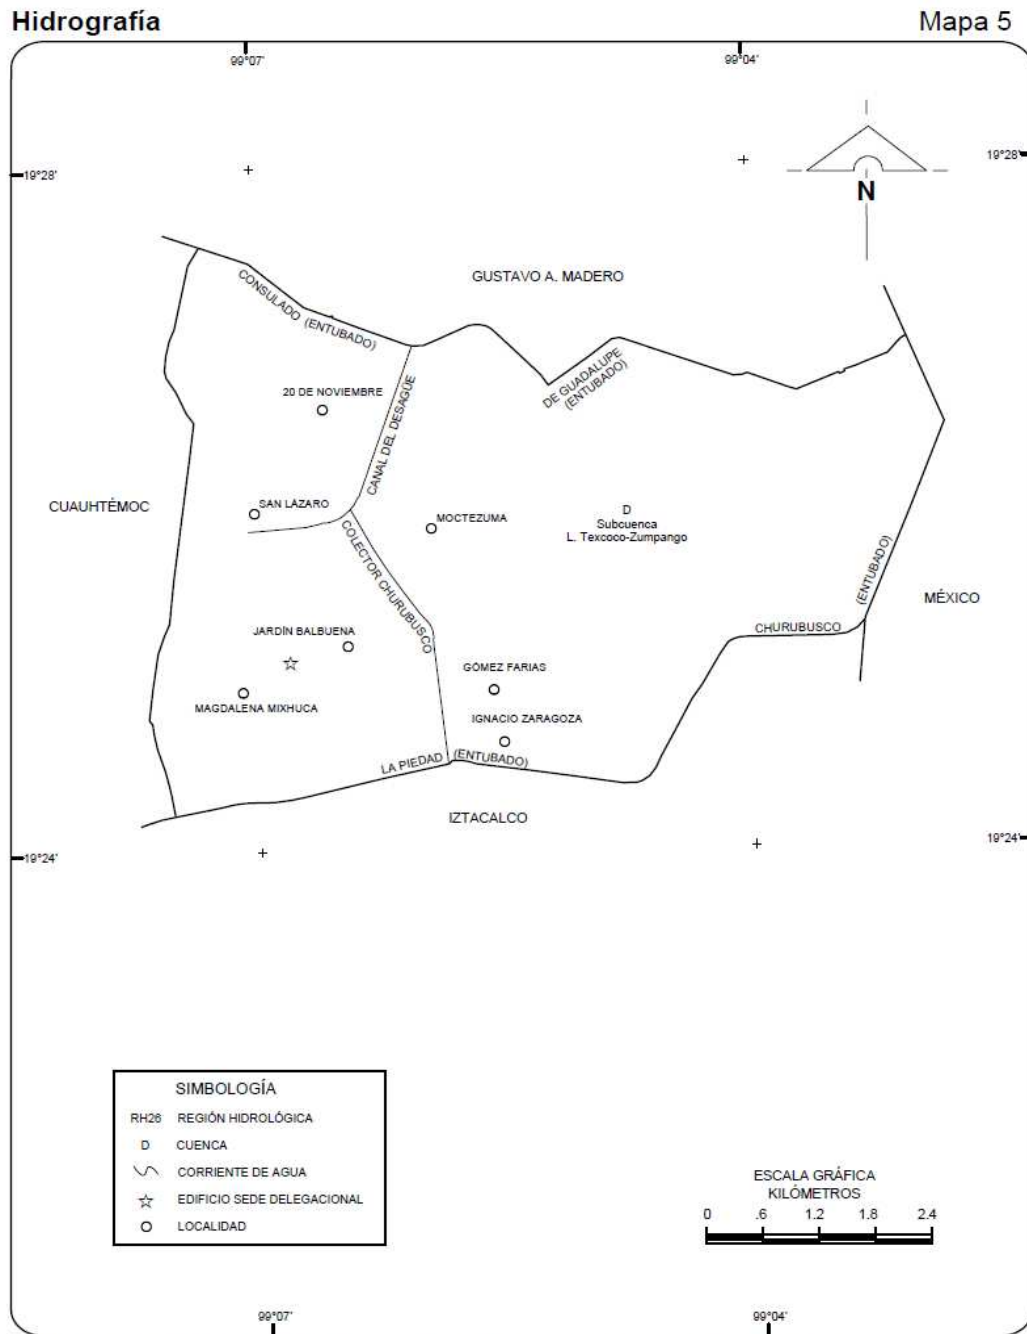 Hidrografía
Mapa 5
99°07'
99°04'
19°28'
19°28'
N
GUSTAVO A. MADERO
CONSULADO (ENTUBADO)
DE GUADALUPE
(ENTUBADO)
20 DE NOVIEMBRE
CANAL DEL DESAGÜE
CUAUHTÉMOC
SAN LÁZARO
MOCTEZUMA
D
Subcuenca
L. Texcoco-Zumpango
COLECTOR CHURUBUSCO
(ENTUBADO)
MÉXICO
CHURUBUSCO
JARDÍN BALBUENA
GÓMEZ FARIAS
MAGDALENA MIXHUCA
IGNACIO ZARAGOZA
LA PIEDAD (ENTUBADO)
IZTACALCO
19°24'
19°24'
SIMBOLOGÍA
RH26 REGIÓN HIDROLÓGICA
D CUENCA
CORRIENTE DE AGUA
EDIFICIO SEDE DELEGACIONAL
LOCALIDAD
ESCALA GRÁFICA
KILÓMETROS
0 .6 1.2 1.8 2.4
99°07'
99°04'